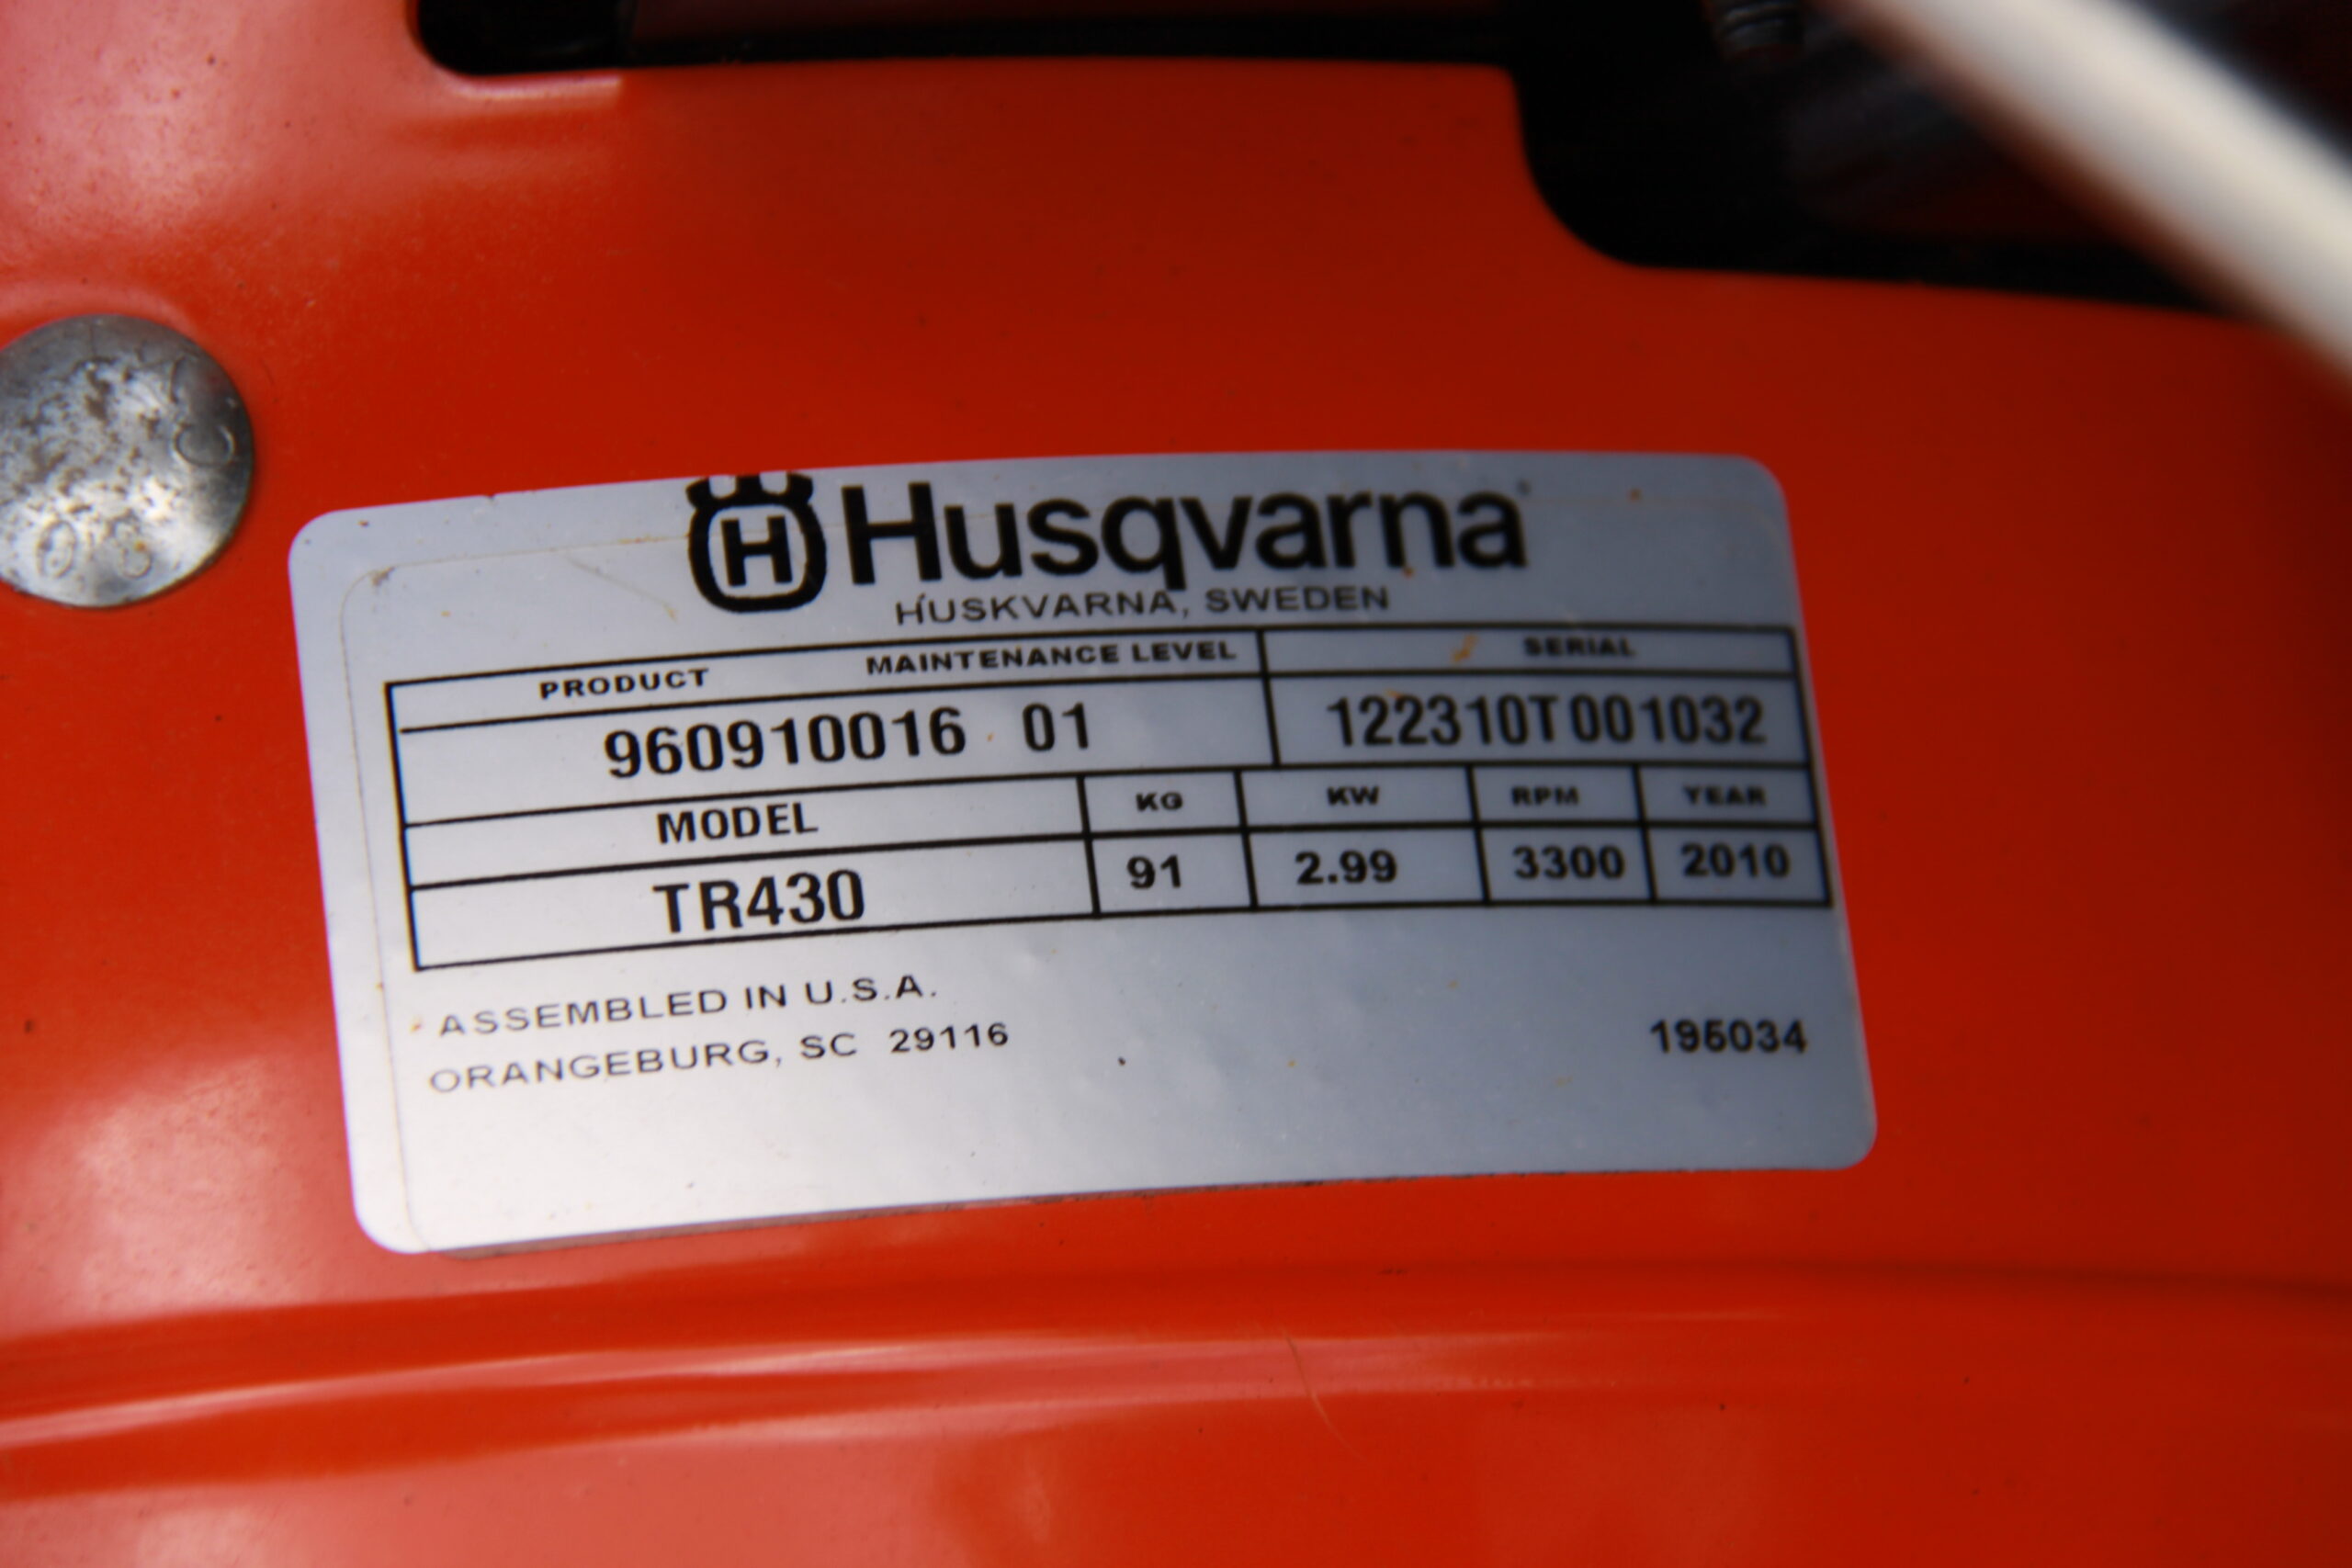 Husqvarna
HUSKVARNA, SWEDEN
PRODUCT MAINTENANCE LEVEL SERIAL
960910016 01 122310T001032
MODEL KG KW RPM YEAR
TR430 91 2.99 3300 2010
ASSEMBLED IN U.S.A.
ORANGEBURG, SC 29116
195034